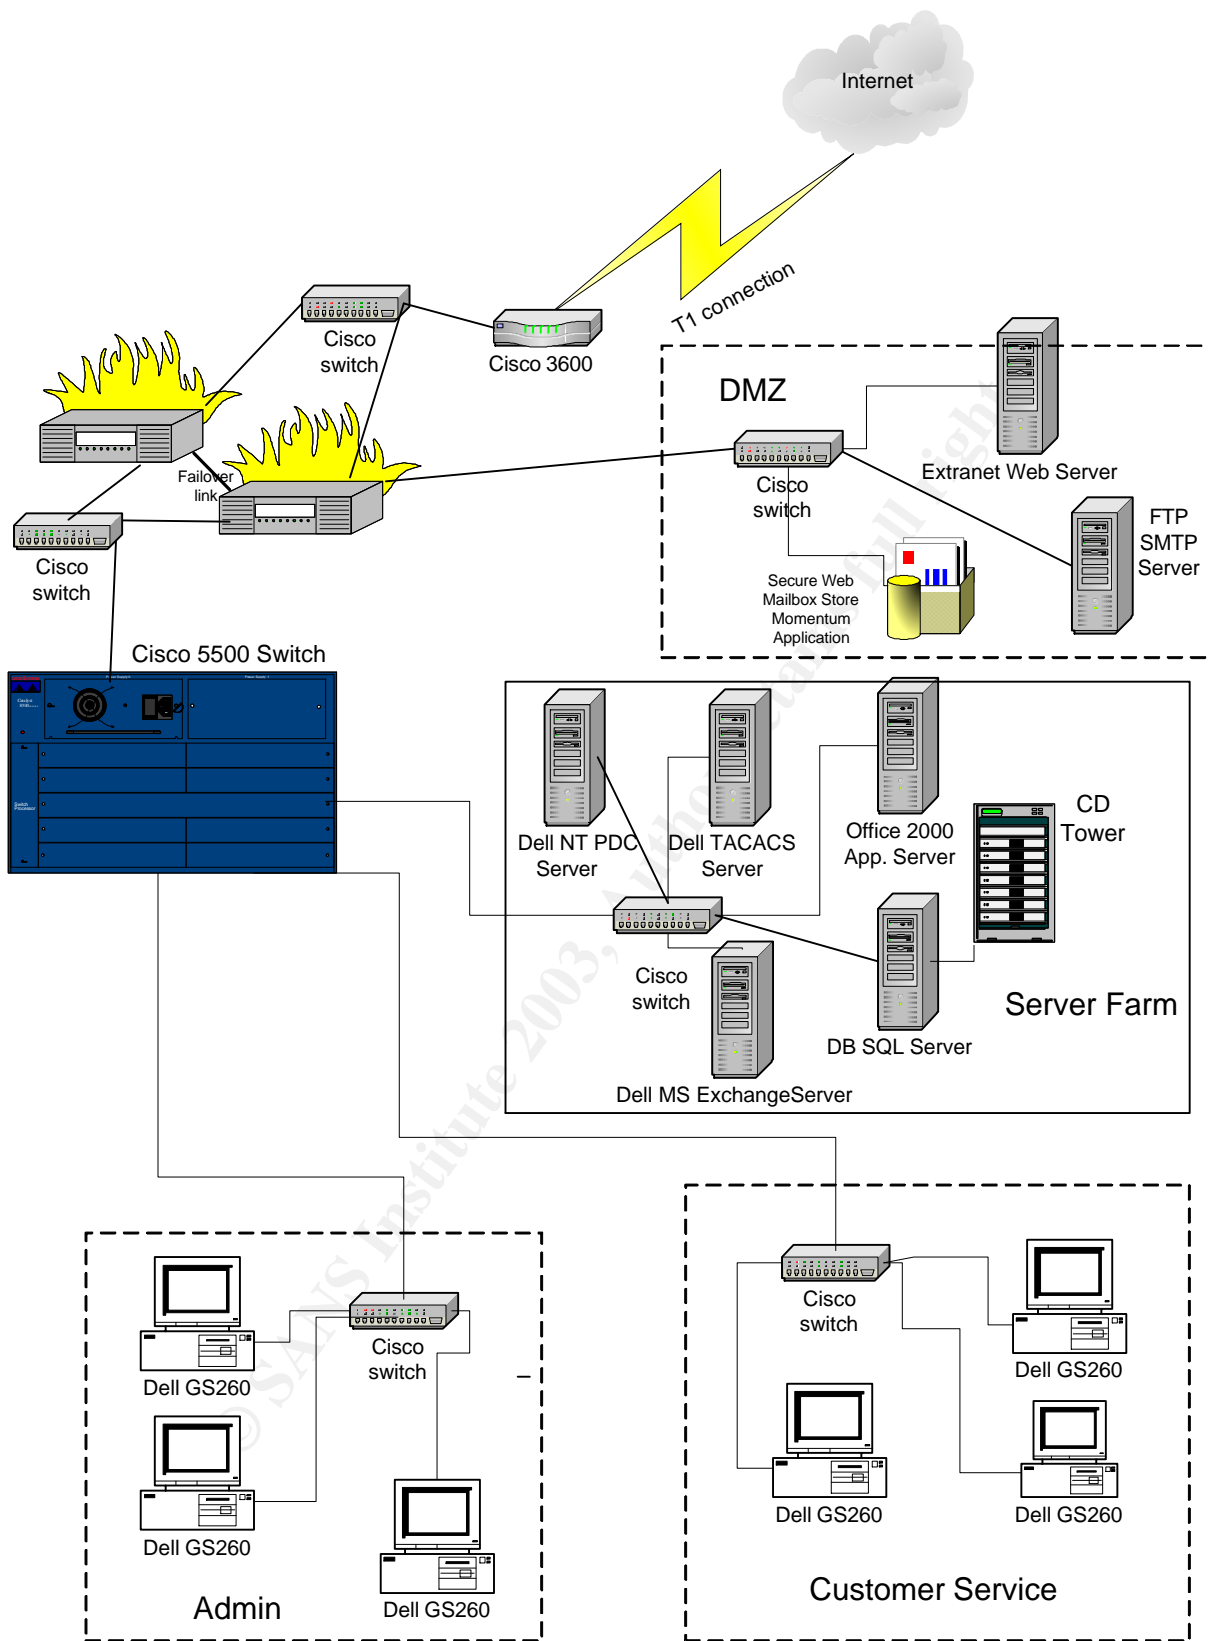 Internet
T1 connection
Cisco
switch
Cisco 3600
DMZ
Extranet Web Server
Cisco
switch
FTP
SMTP
Server
Failover
link
Cisco
switch
Secure Web
Mailbox Store
Momentum
Application
Cisco 5500 Switch
Switch
Processor
Dell NT PDC
Server
Dell TACACS
Server
Office 2000
App. Server
CD
Tower
Cisco
switch
DB SQL Server
Server Farm
Dell MS ExchangeServer
Cisco
switch
Dell GS260
Dell GS260
Dell GS260
Admin
Cisco
switch
Dell GS260
Dell GS260
Dell GS260
Customer Service
© SANS Institute 2003, Author retains full rights